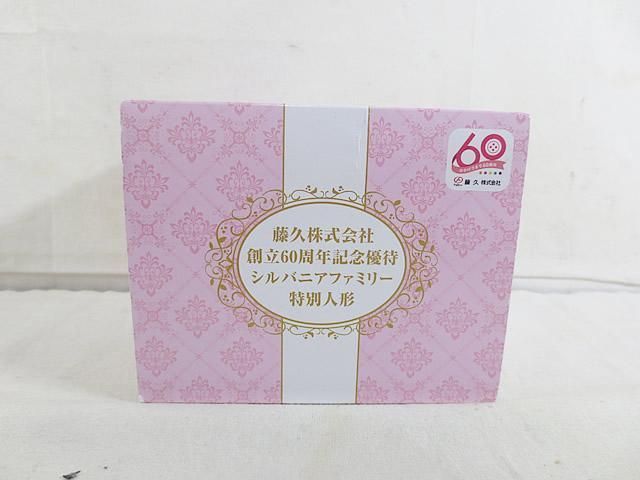 藤久株式会社
創立60周年記念優待
シルバニアファミリー
特別人形
60
藤久株式会社